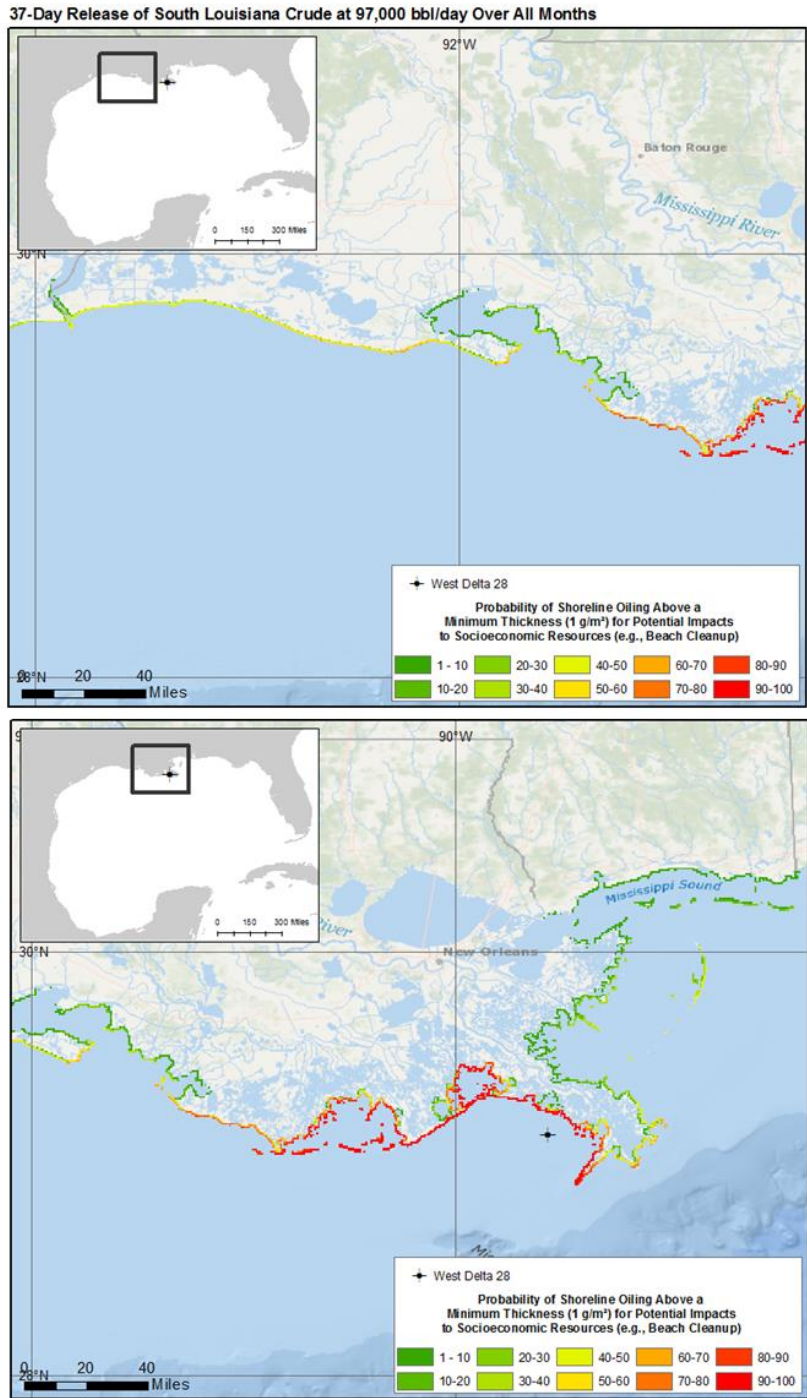 37-Day Release of South Louisiana Crude at 97,000 bbl/day Over All Months
92°W
0 150 300 Miles
Baton Rouge
Mississippi River
30°N
West Delta 28
Probability of Shoreline Oiling Above a
Minimum Thickness (1 g/m²) for Potential Impacts
to Socioeconomic Resources (e.g., Beach Cleanup)
1 - 10 20-30 40-50 60-70 80-90
10-20 30-40 50-60 70-80 90-100
28°N
0 20 40
Miles
90°W
0 150 300 Miles
Mississippi Sound
River
New Orleans
30°N
West Delta 28
Probability of Shoreline Oiling Above a
Minimum Thickness (1 g/m²) for Potential Impacts
to Socioeconomic Resources (e.g., Beach Cleanup)
1 - 10 20-30 40-50 60-70 80-90
10-20 30-40 50-60 70-80 90-100
28°N
0 20 40
Miles